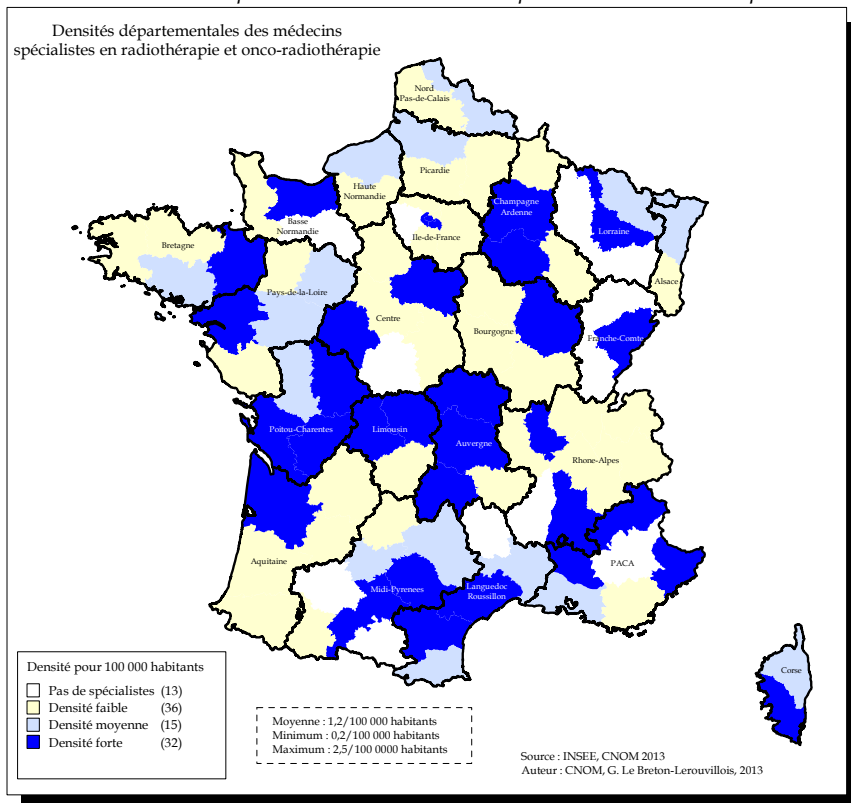 Densités départementales des médecins
spécialistes en radiothérapie et onco-radiothérapie
Nord
Pas-de-Calais
Picardie
Haute
Normandie
Basse
Normandie
Champagne
Ardenne
Ile-de-France
Lorraine
Alsace
Bretagne
Pays-de-la-Loire
Centre
Bourgogne
Franche-Comte
Poitou-Charentes
Limousin
Auvergne
Rhone-Alpes
Aquitaine
Midi-Pyrenees
Languedoc
Roussillon
PACA
Corse
Densité pour 100 000 habitants
Pas de spécialistes (13)
Densité faible (36)
Densité moyenne (15)
Densité forte (32)
Moyenne : 1,2/100 000 habitants
Minimum : 0,2/100 000 habitants
Maximum : 2,5/100 0000 habitants
Source : INSEE, CNOM 2013
Auteur : CNOM, G. Le Breton-Lerouvillois, 2013